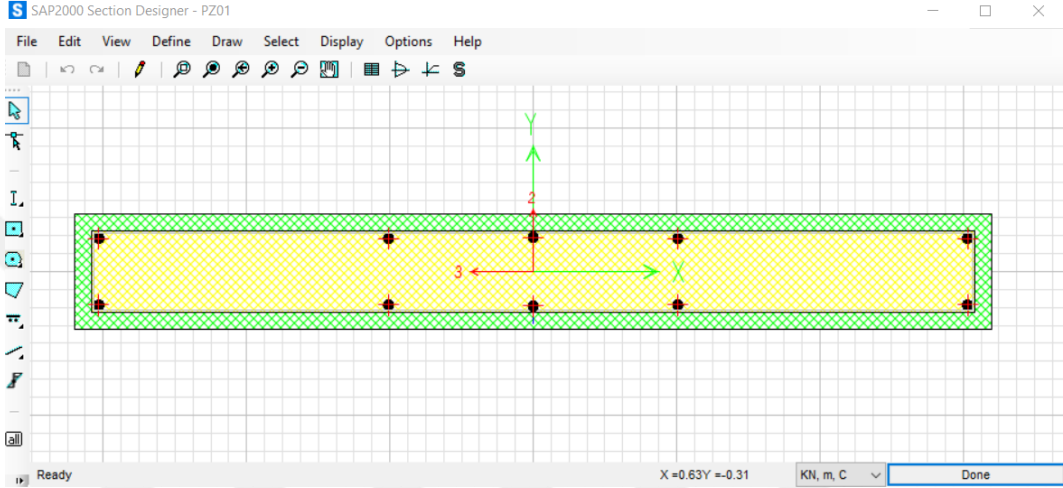 S SAP2000 Section Designer - PZ01
File Edit View Define Draw Select Display Options Help
S
Y
2
3 X
all
Ready X =0.63Y =-0.31 KN, m, C Done